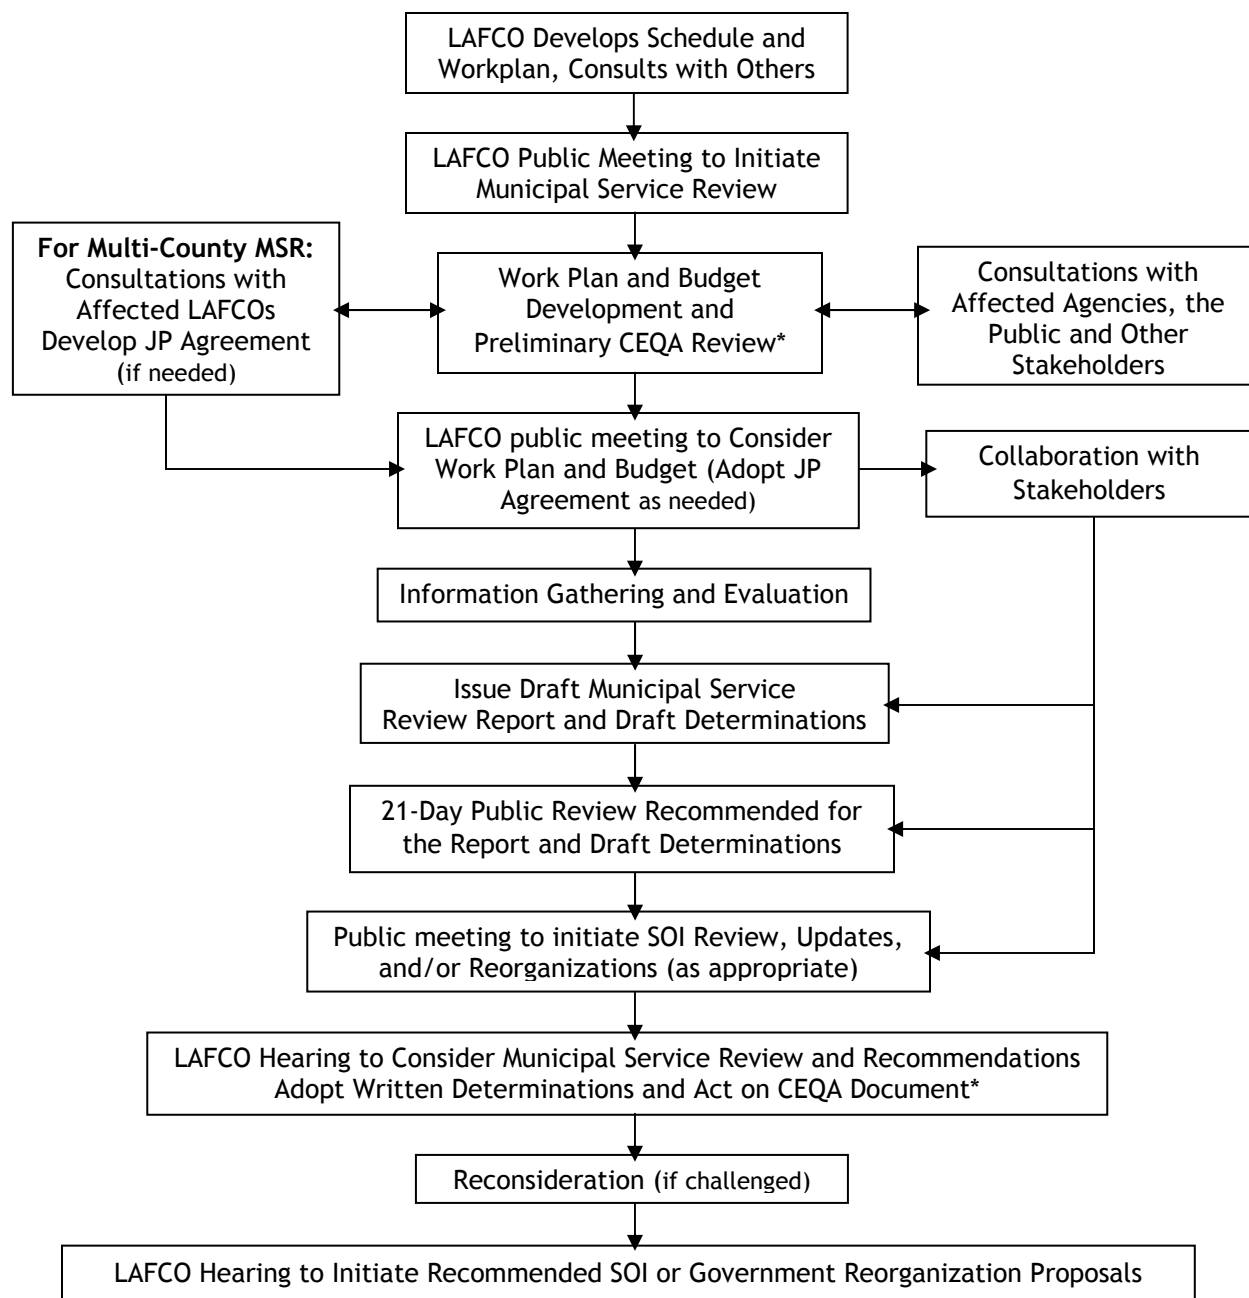 LAFCO Develops Schedule and
Workplan, Consults with Others
LAFCO Public Meeting to Initiate
Municipal Service Review
For Multi-County MSR:
Consultations with
Affected LAFCOs
Develop JP Agreement
(if needed)
Work Plan and Budget
Development and
Preliminary CEQA Review*
Consultations with
Affected Agencies, the
Public and Other
Stakeholders
LAFCO public meeting to Consider
Work Plan and Budget (Adopt JP
Agreement as needed)
Collaboration with
Stakeholders
Information Gathering and Evaluation
Issue Draft Municipal Service
Review Report and Draft Determinations
21-Day Public Review Recommended for
the Report and Draft Determinations
Public meeting to initiate SOI Review, Updates,
and/or Reorganizations (as appropriate)
LAFCO Hearing to Consider Municipal Service Review and Recommendations
Adopt Written Determinations and Act on CEQA Document*
Reconsideration (if challenged)
LAFCO Hearing to Initiate Recommended SOI or Government Reorganization Proposals